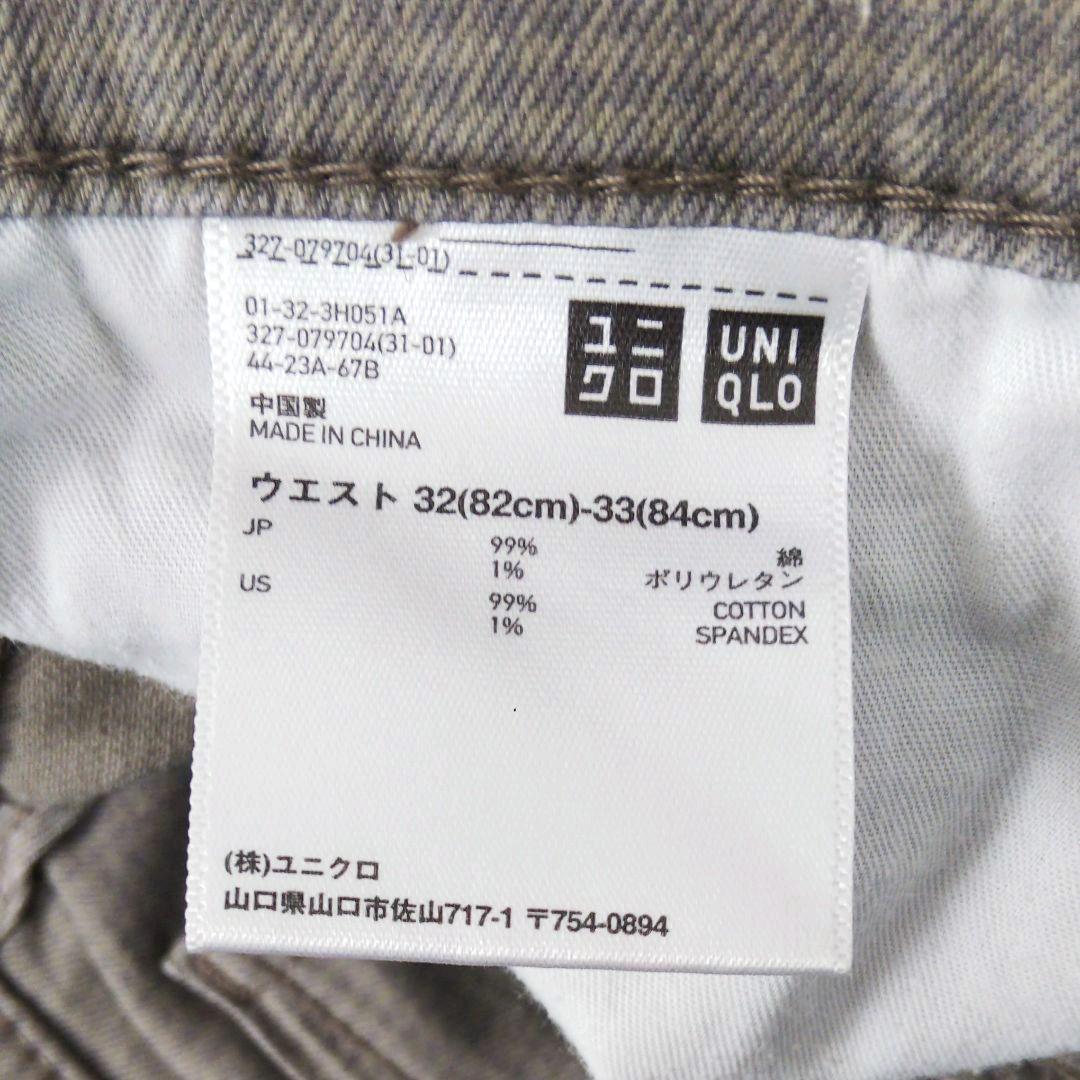 327-079704(31-01)
01-32-3H051A
327-079704(31-01)
44-23A-67B
ユニ
クロ
UNI
QLO
中国製
MADE IN CHINA
ウエスト 32(82cm)-33(84cm)
JP
99% 綿
1% ポリウレタン
US
99% COTTON
1% SPANDEX
(株)ユニクロ
山口県山口市佐山717-1 〒754-0894